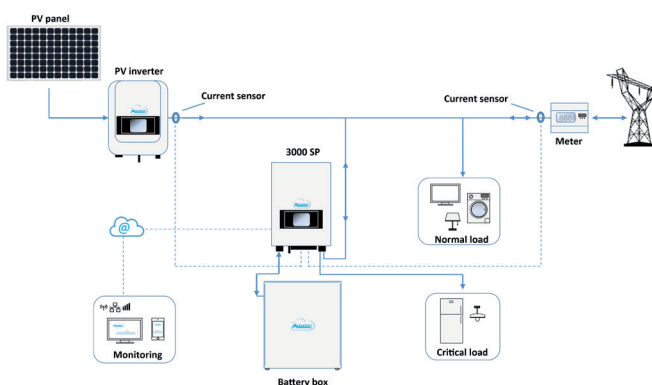 PV panel
PV inverter
Current sensor
Current sensor
Meter
3000 SP
Normal load
@
Monitoring
Critical load
Battery box